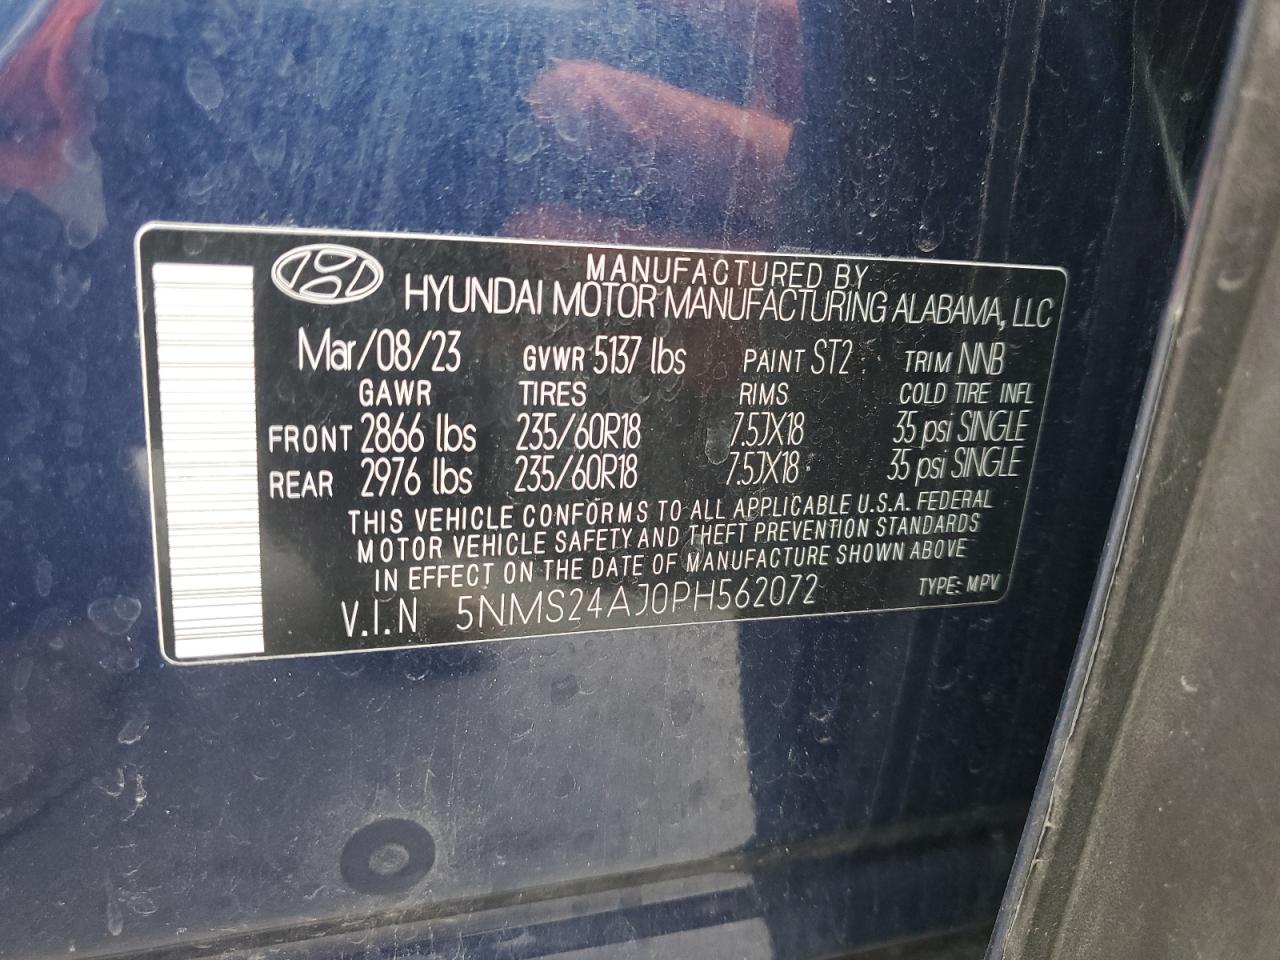 MANUFACTURED BY
HYUNDAI MOTOR MANUFACTURING ALABAMA, LLC
Mar/08/23 GVWR 5137 lbs PAINT ST2 TRIM NNB
GAWR TIRES RIMS COLD TIRE INFL
FRONT 2866 lbs 235/60R18 7.5JX18 35 psi SINGLE
REAR 2976 lbs 235/60R18 7.5JX18 35 psi SINGLE
THIS VEHICLE CONFORMS TO ALL APPLICABLE U.S.A. FEDERAL
MOTOR VEHICLE SAFETY AND THEFT PREVENTION STANDARDS
IN EFFECT ON THE DATE OF MANUFACTURE SHOWN ABOVE
V.I.N 5NMS24AJ0PH562072 TYPE: MPV